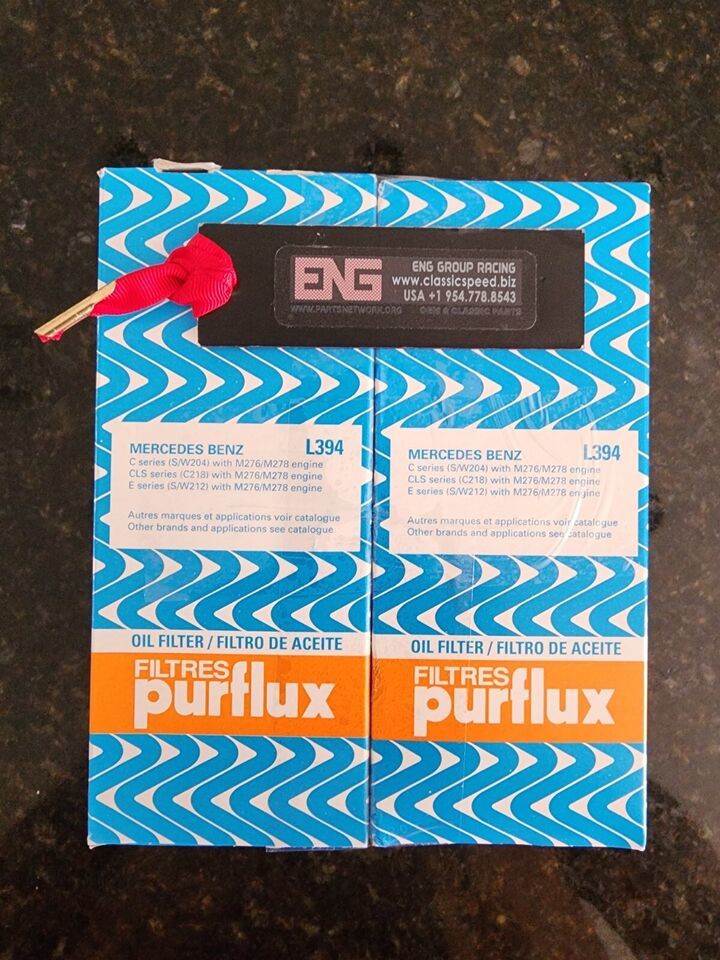 ENG
ENG GROUP RACING
www.classicspeed.biz
USA +1 954.778.8543
WWW.PARTSNETWORK.ORG
OEM & CLASSIC PARTS
MERCEDES BENZ L394
C series (S/W204) with M276/M278 engine
CLS series (C218) with M276/M278 engine
E series (S/W212) with M276/M278 engine
Autres marques et applications voir catalogue
Other brands and applications see catalogue
OIL FILTER / FILTRO DE ACEITE
FILTRES
purflux
MERCEDES BENZ L394
C series (S/W204) with M276/M278 engine
CLS series (C218) with M276/M278 engine
E series (S/W212) with M276/M278 engine
Autres marques et applications voir catalogue
Other brands and applications see catalogue
OIL FILTER / FILTRO DE ACEITE
FILTRES
purflux